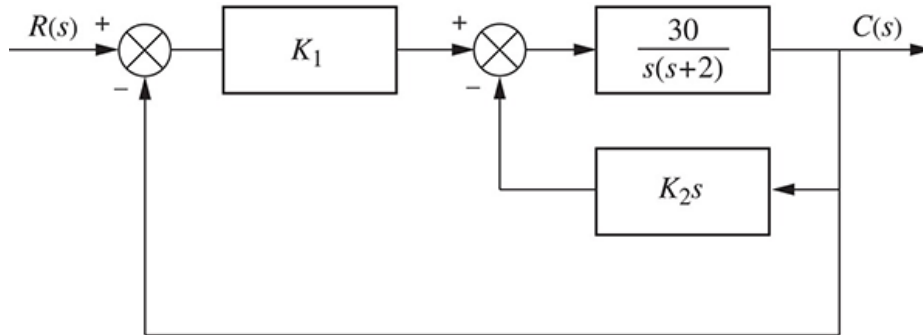 R(s) + C(s)
K₁
+
30
s(s+2)
−
−
K₂s